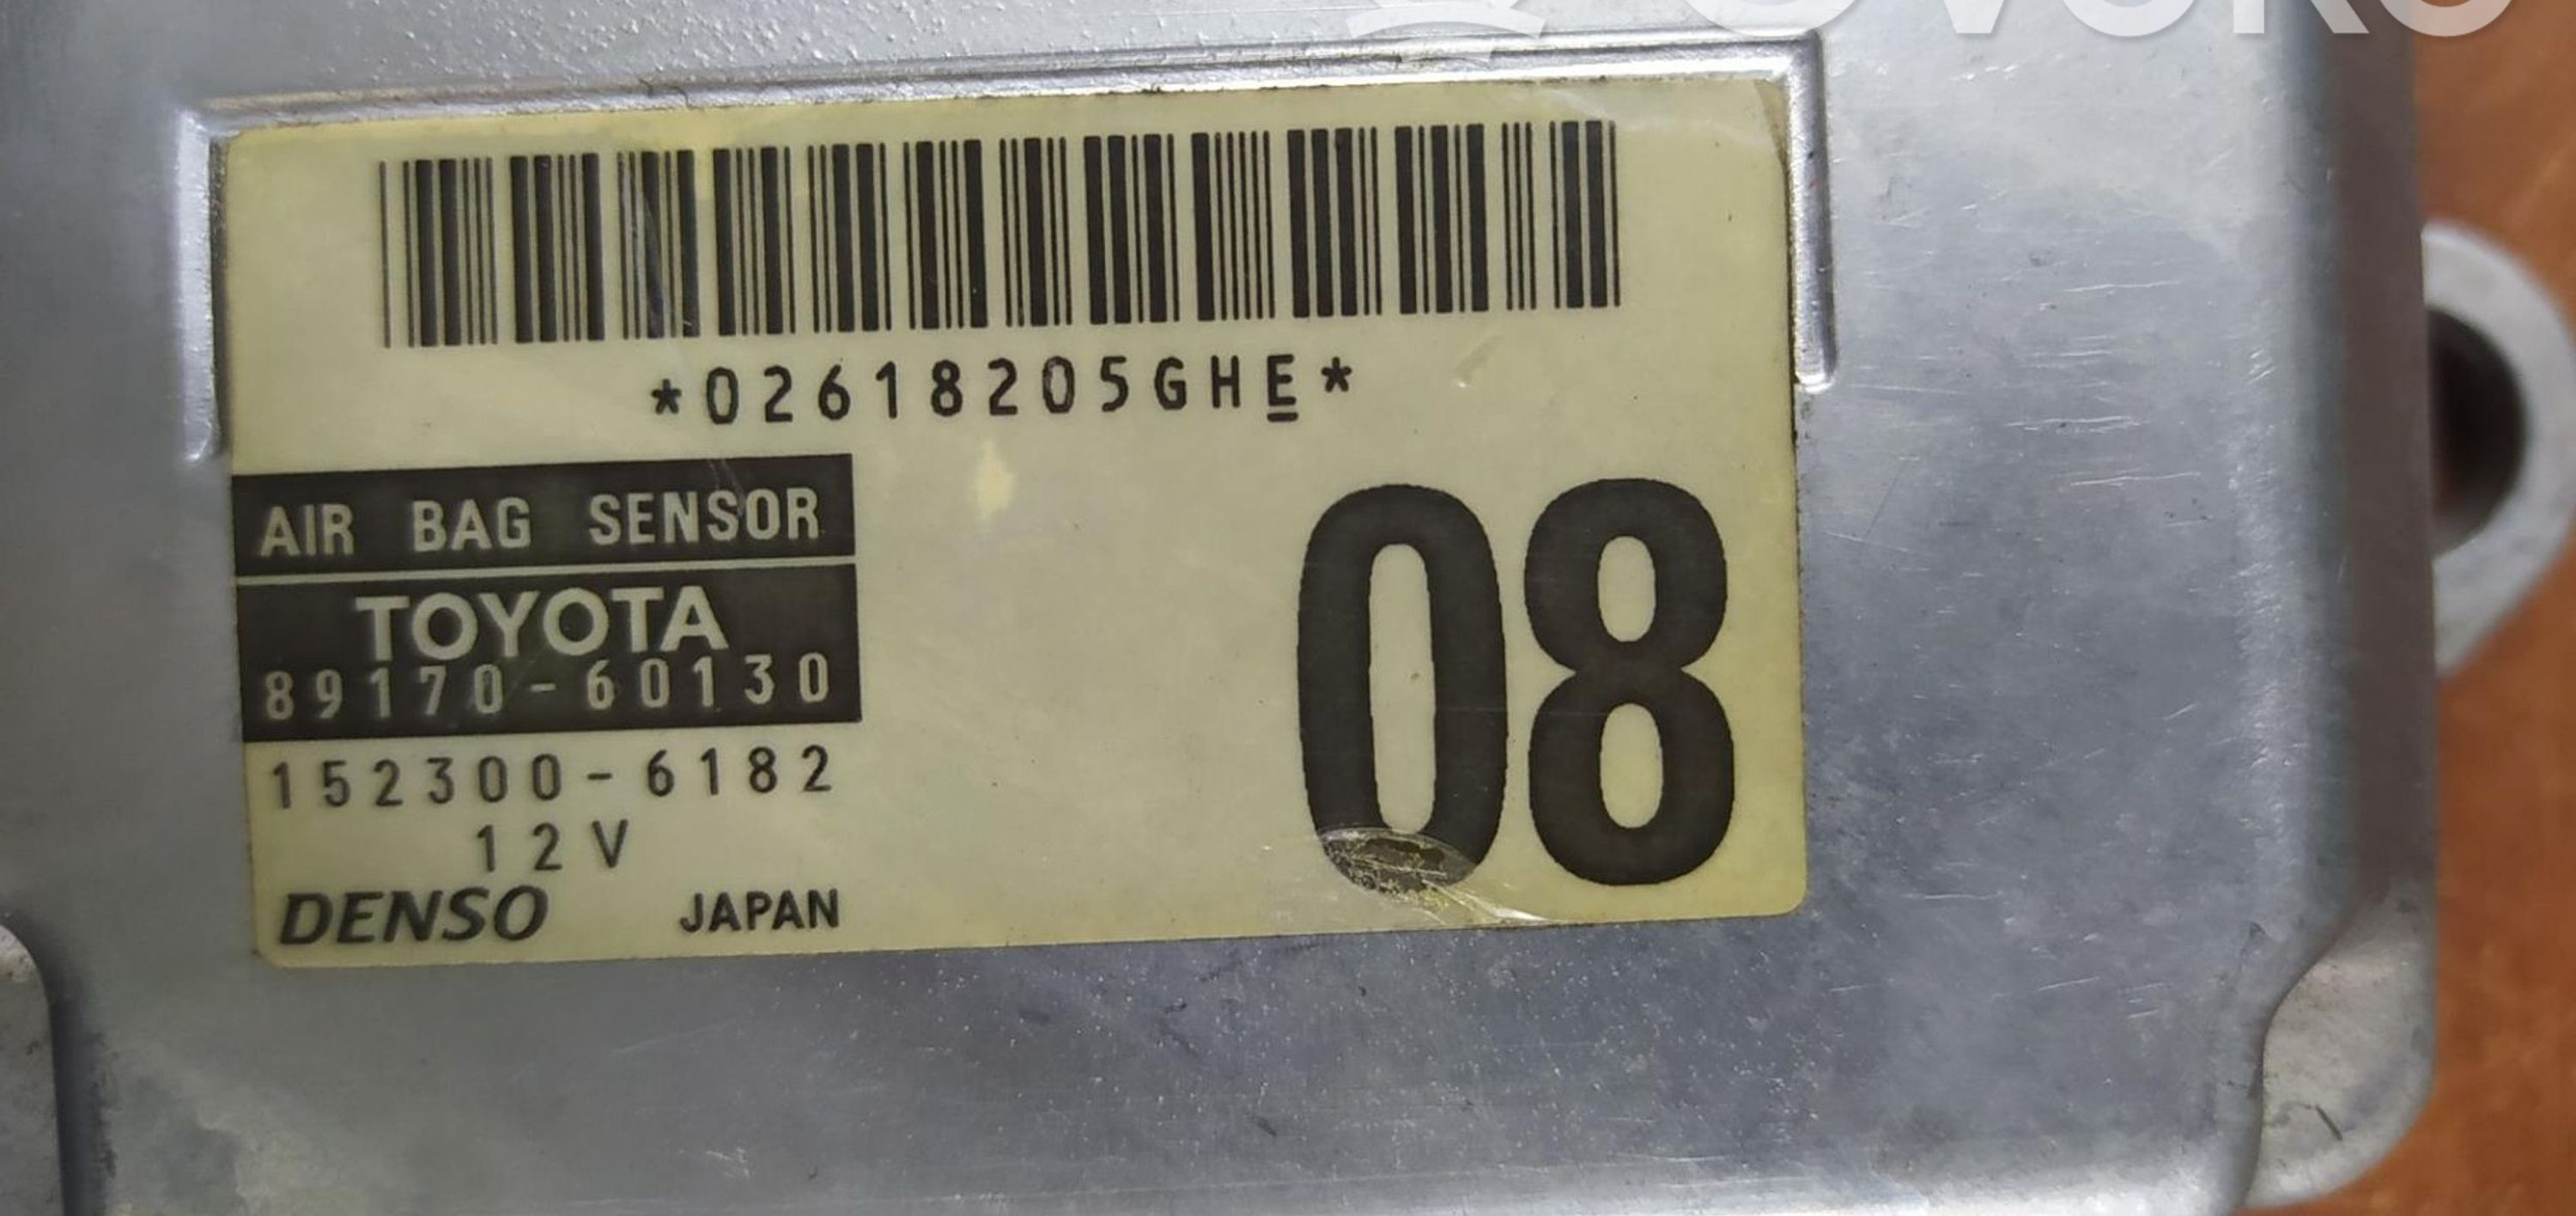 *02618205GHE*
AIR BAG SENSOR
TOYOTA
89170-60130
152300-6182
12V
DENSO JAPAN
08